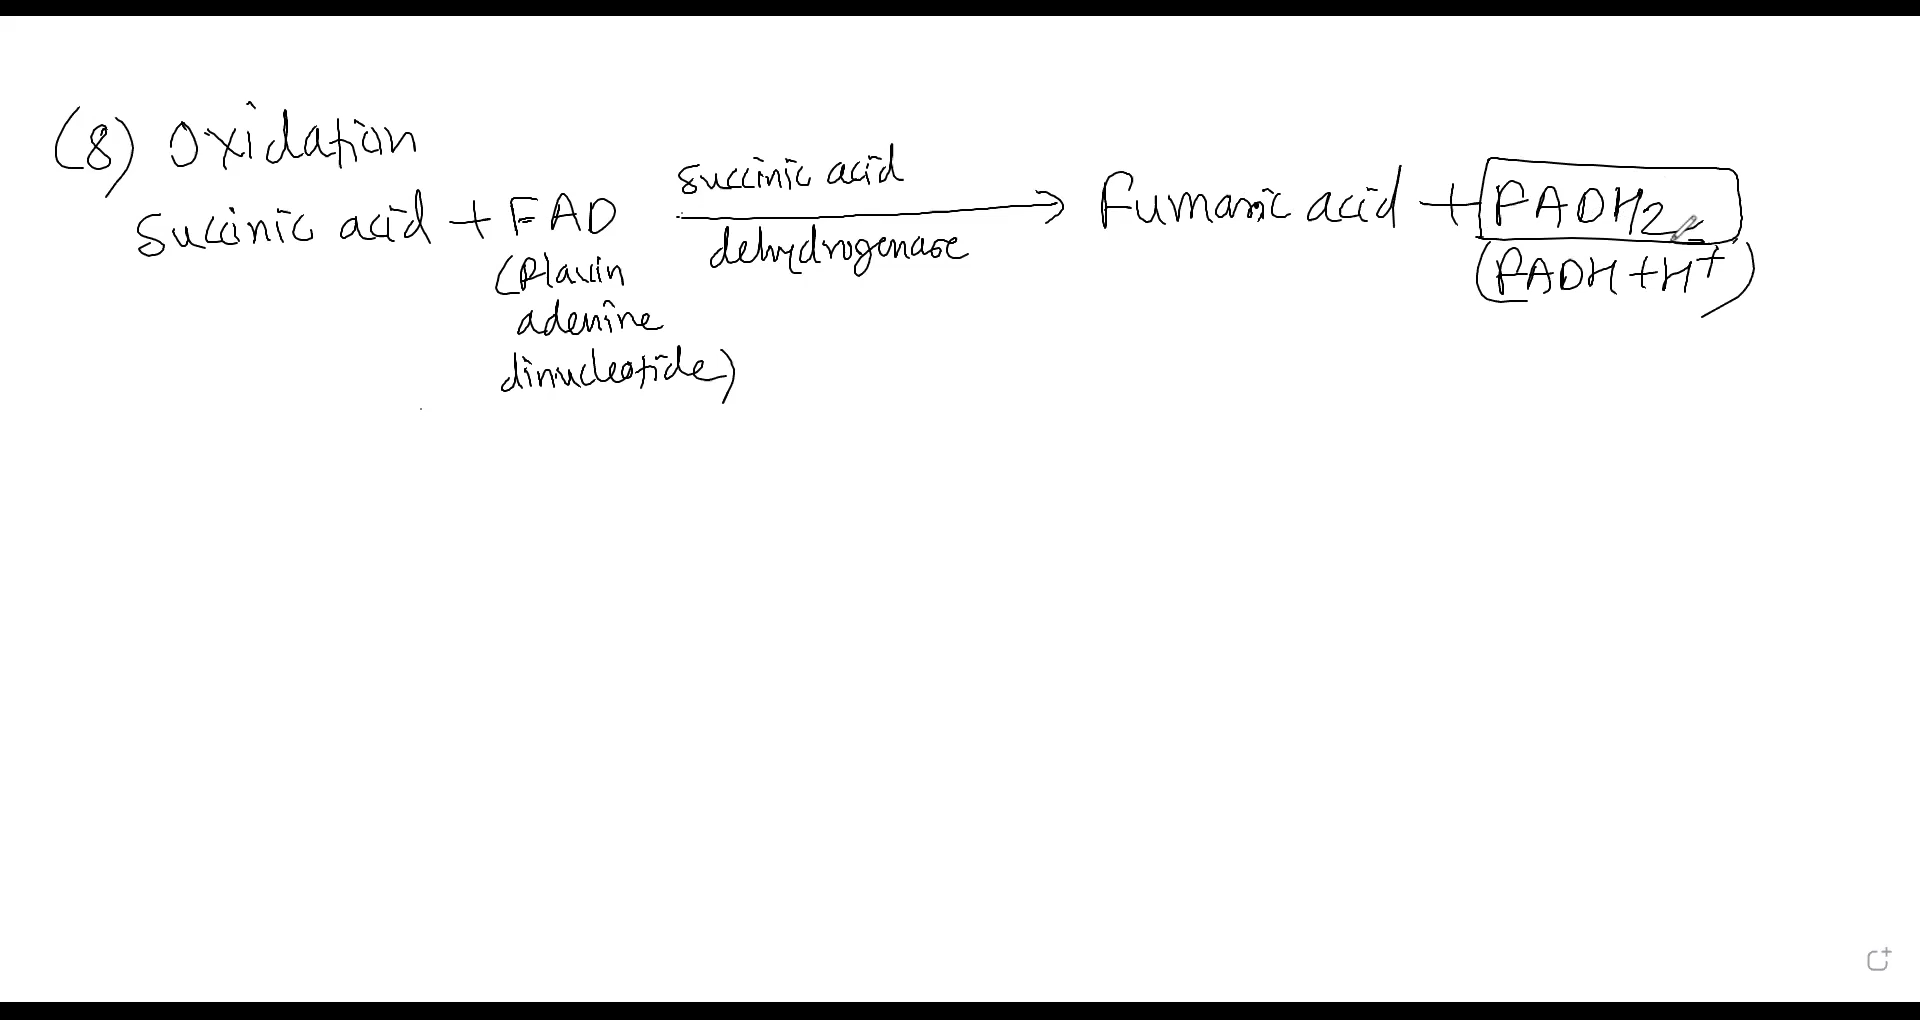 (8) Oxidation
Succinic acid + FAD
succinic acid
dehydrogenase
Fumaric acid + FADH2
(FADH + H+)
(Flavin
adenine
dinucleotide)